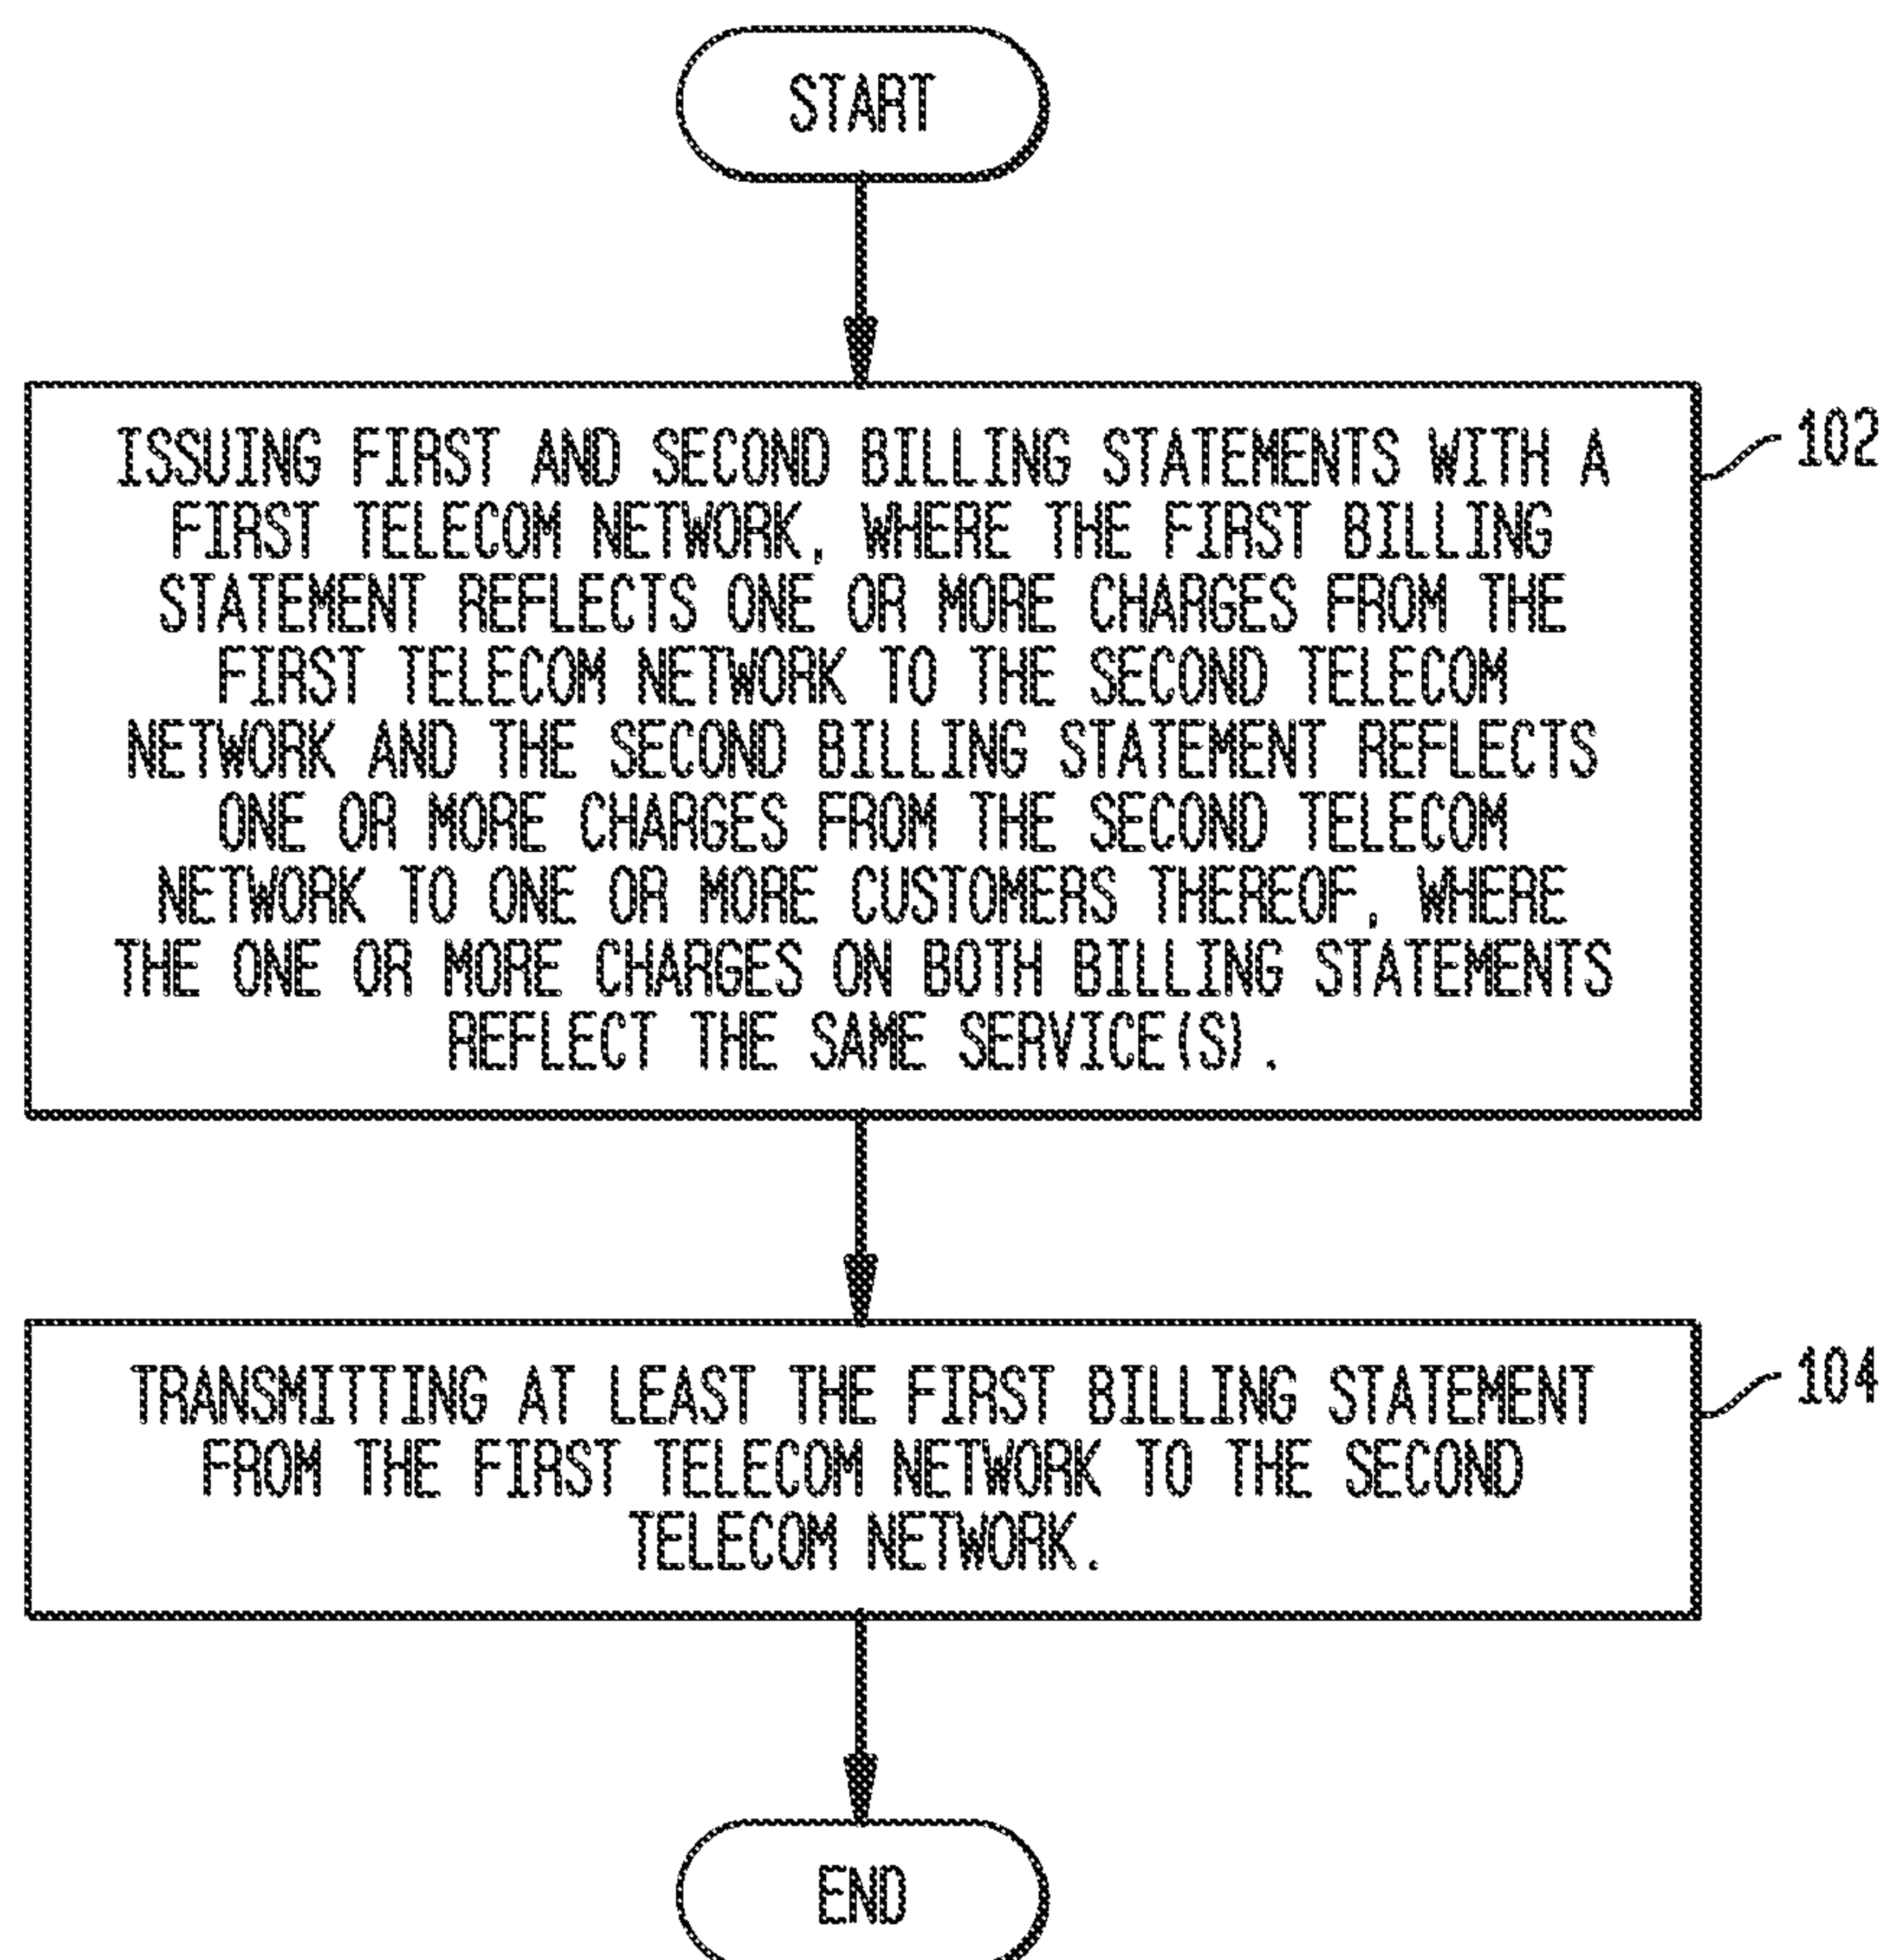 START
ISSUING FIRST AND SECOND BILLING STATEMENTS WITH A
FIRST TELECOM NETWORK, WHERE THE FIRST BILLING
STATEMENT REFLECTS ONE OR MORE CHARGES FROM THE
FIRST TELECOM NETWORK TO THE SECOND TELECOM
NETWORK AND THE SECOND BILLING STATEMENT REFLECTS
ONE OR MORE CHARGES FROM THE SECOND TELECOM
NETWORK TO ONE OR MORE CUSTOMERS THEREOF, WHERE
THE ONE OR MORE CHARGES ON BOTH BILLING STATEMENTS
REFLECT THE SAME SERVICE(S).
102
TRANSMITTING AT LEAST THE FIRST BILLING STATEMENT
FROM THE FIRST TELECOM NETWORK TO THE SECOND
TELECOM NETWORK.
104
END